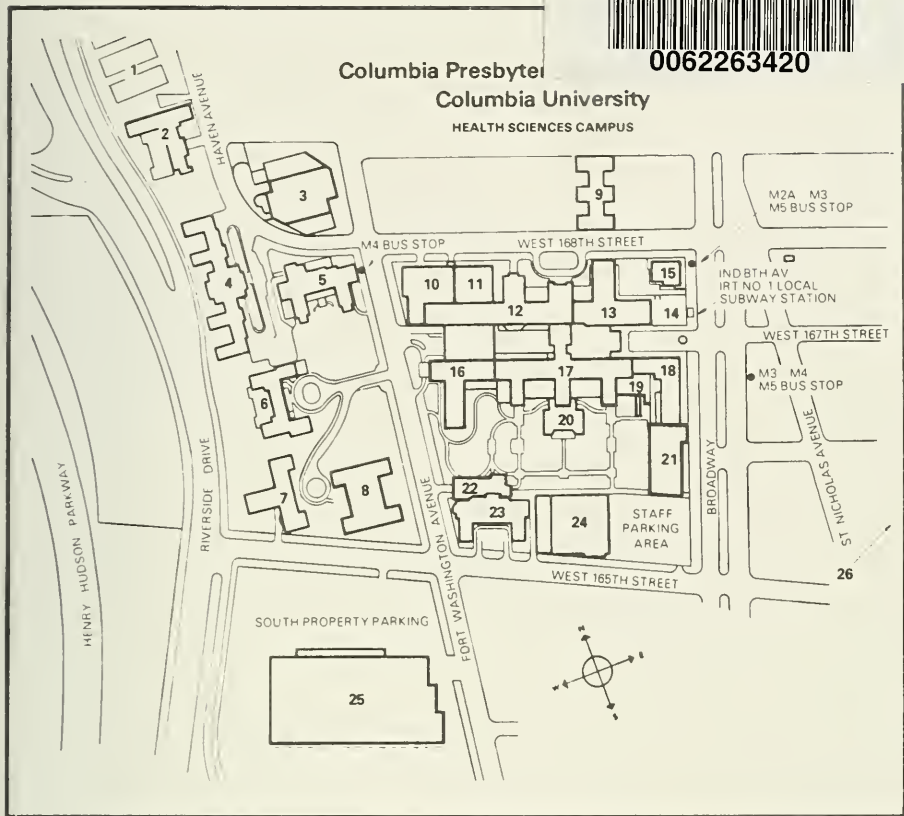 0062263420
Columbia Presbyter
Columbia University
HEALTH SCIENCES CAMPUS
1
2
HAVEN AVENUE
3
9
M2A M3
M5 BUS STOP
M4 BUS STOP
WEST 168TH STREET
4
5
10
11
12
13
15
14
IND 8TH AV
IRT NO 1 LOCAL
SUBWAY STATION
WEST 167TH STREET
6
16
17
18
19
20
M3 M4
M5 BUS STOP
21
7
8
22
23
24
STAFF
PARKING
AREA
BROADWAY
ST NICHOLAS AVENUE
HENRY HUDSON PARKWAY
RIVERSIDE DRIVE
FORT WASHINGTON AVENUE
WEST 165TH STREET
26
SOUTH PROPERTY PARKING
25